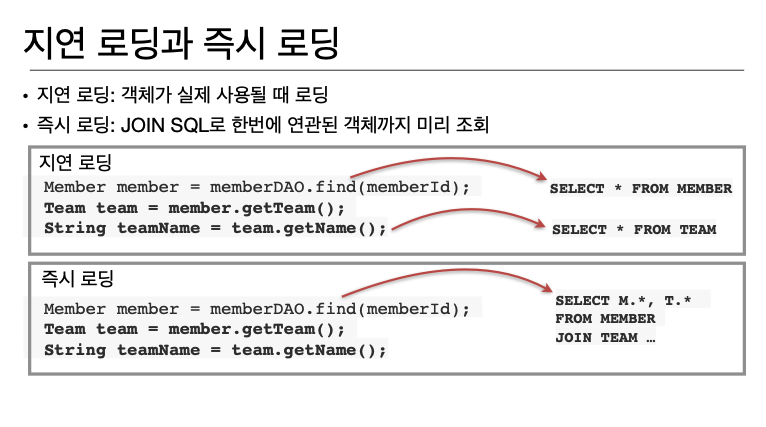 지연 로딩과 즉시 로딩
• 지연 로딩: 객체가 실제 사용될 때 로딩
• 즉시 로딩: JOIN SQL로 한번에 연관된 객체까지 미리 조회
지연 로딩
Member member = memberDAO.find(memberId);
SELECT * FROM MEMBER
Team team = member.getTeam();
String teamName = team.getName();
SELECT * FROM TEAM
즉시 로딩
Member member = memberDAO.find(memberId);
Team team = member.getTeam();
String teamName = team.getName();
SELECT M.*, T.*
FROM MEMBER
JOIN TEAM …